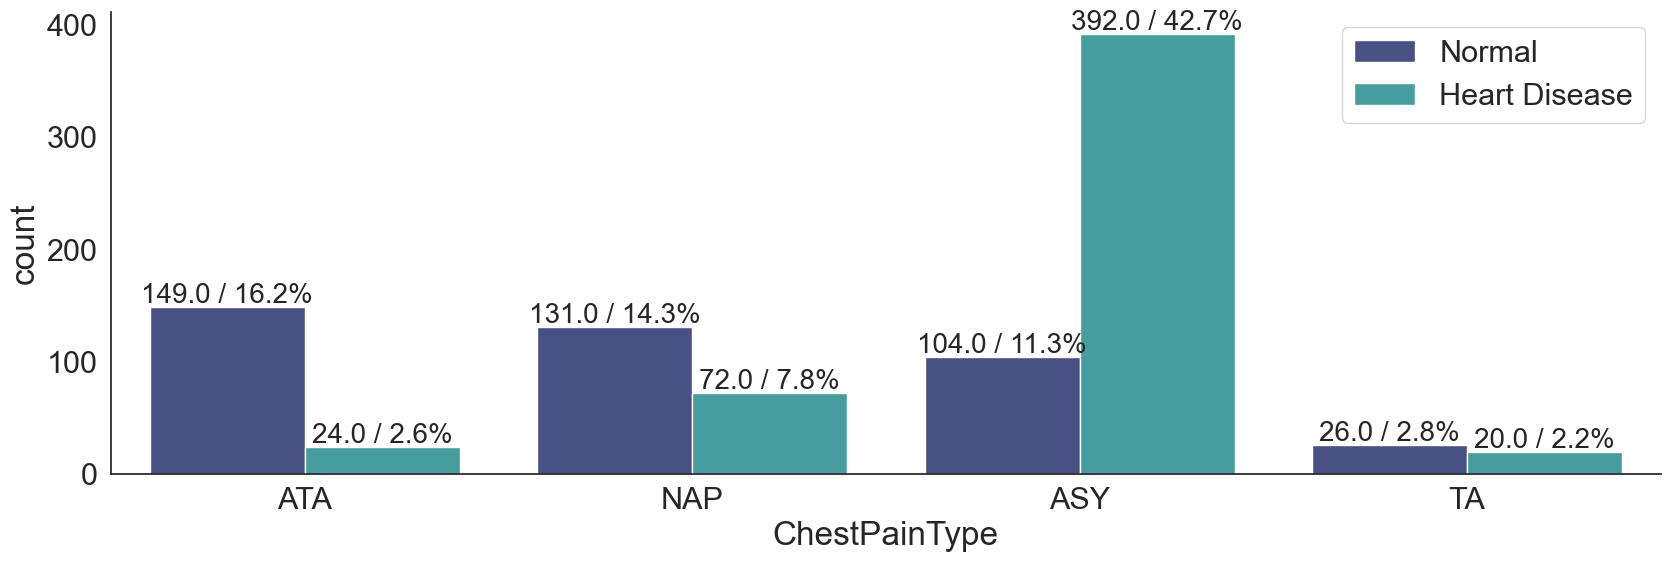 400
300
200
100
0
count
392.0 / 42.7%
149.0 / 16.2%
131.0 / 14.3%
104.0 / 11.3%
72.0 / 7.8%
24.0 / 2.6%
26.0 / 2.8%
20.0 / 2.2%
Normal
Heart Disease
ATA
NAP
ASY
TA
ChestPainType